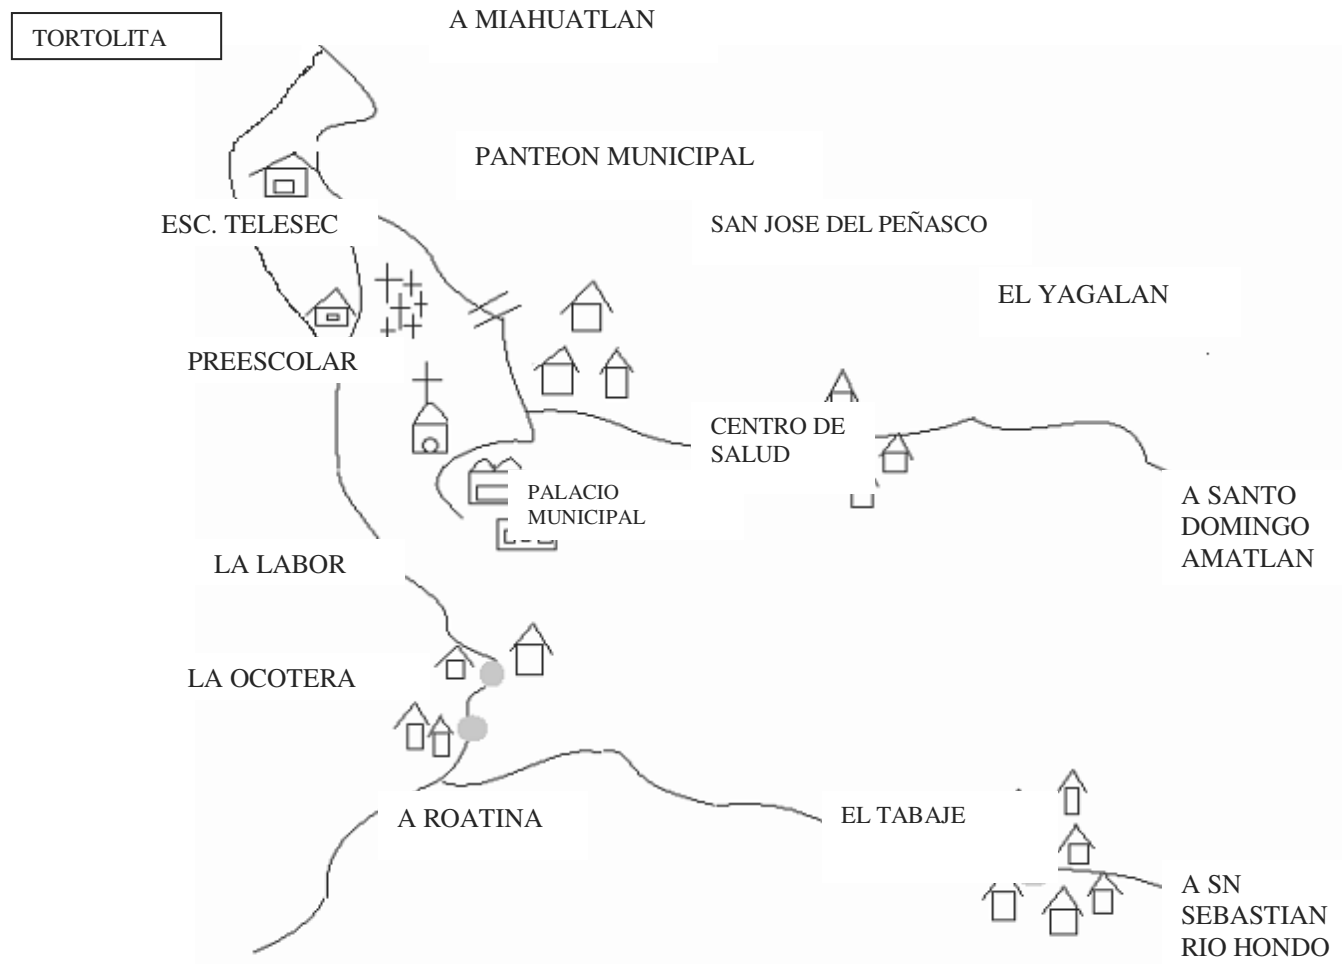 A MIAHUATLAN
TORTOLITA
PANTEON MUNICIPAL
ESC. TELESEC
SAN JOSE DEL PEÑASCO
EL YAGALAN
PREESCOLAR
CENTRO DE
SALUD
PALACIO
MUNICIPAL
A SANTO
DOMINGO
AMATLAN
LA LABOR
LA OCOTERA
A ROATINA
EL TABAJE
A SN
SEBASTIAN
RIO HONDO